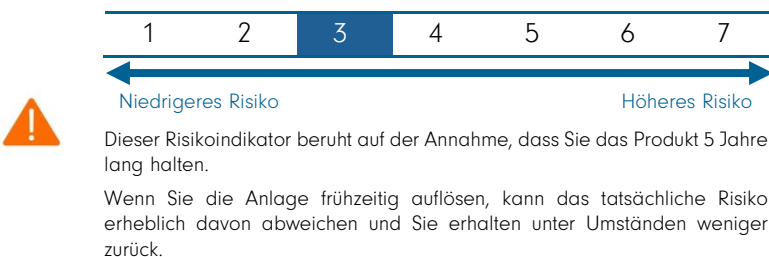 1 2 3 4 5 6 7
Niedrigeres Risiko Höheres Risiko
Dieser Risikoindikator beruht auf der Annahme, dass Sie das Produkt 5 Jahre
lang halten.
Wenn Sie die Anlage frühzeitig auflösen, kann das tatsächliche Risiko
erheblich davon abweichen und Sie erhalten unter Umständen weniger
zurück.